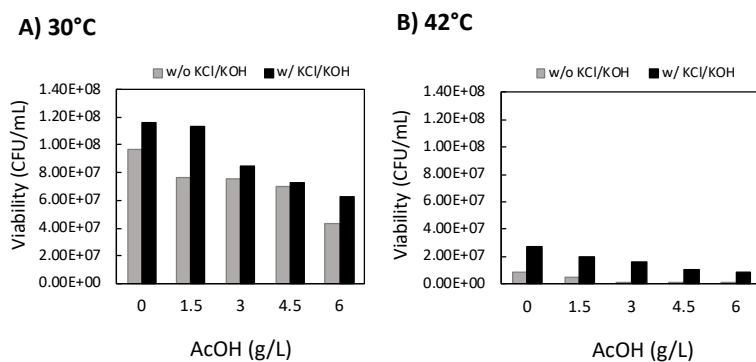 A) 30°C
w/o KCl/KOH
w/ KCl/KOH
Viability (CFU/mL)
1.40E+08
1.20E+08
1.00E+08
8.00E+07
6.00E+07
4.00E+07
2.00E+07
0.00E+00
0 1.5 3 4.5 6
AcOH (g/L)
B) 42°C
w/o KCl/KOH
w/ KCl/KOH
Viability (CFU/mL)
1.40E+08
1.20E+08
1.00E+08
8.00E+07
6.00E+07
4.00E+07
2.00E+07
0.00E+00
0 1.5 3 4.5 6
AcOH (g/L)